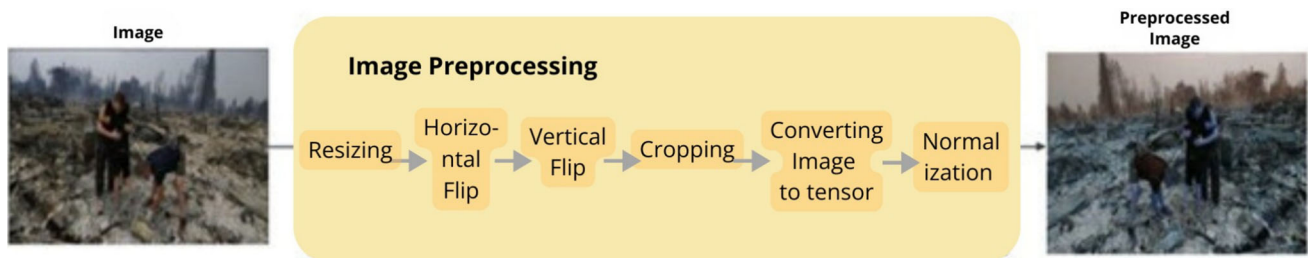 Image
Preprocessed
Image
Image Preprocessing
Resizing
Horizo-
ntal
Flip
Vertical
Flip
Cropping
Converting
Image
to tensor
Normal
ization